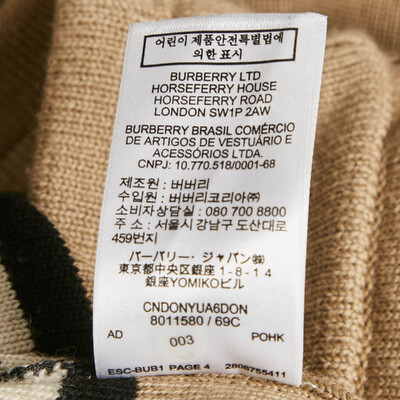 어린이 제품안전특별법에
의한 표시
BURBERRY LTD
HORSEFERRY HOUSE
HORSEFERRY ROAD
LONDON SW1P 2AW
BURBERRY BRASIL COMÉRCIO
DE ARTIGOS DE VESTUÁRIO E
ACESSÓRIOS LTDA.
CNPJ: 10.770.518/0001-68
제조원 : 버버리
수입원 : 버버리코리아㈜
소비자상담실 : 080 700 8800
주 소 : 서울시 강남구 도산대로
459번지
バーバリー・ジャパン㈱
東京都中央区銀座1-8-14
銀座YOMIKOビル
CNDONYUA6DON
8011580 / 69C
AD 003 POHK
ESC-BUB1 PAGE 4 2808755411